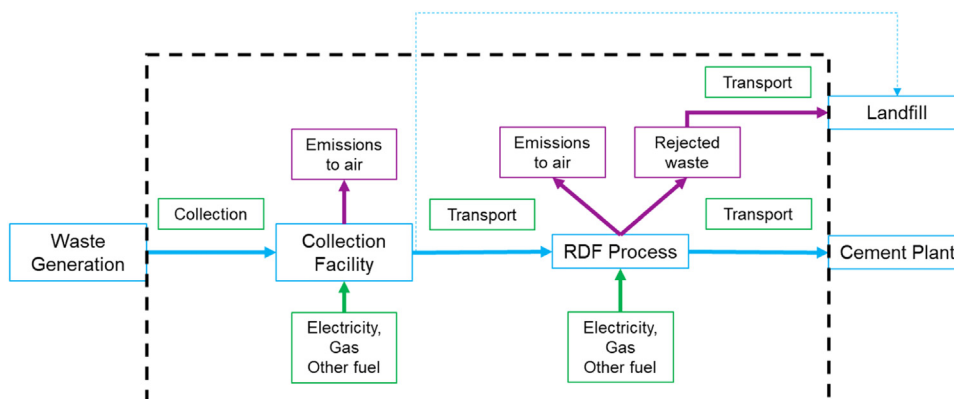 Transport
Landfill
Emissions
to air
Emissions
to air
Rejected
waste
Collection
Transport
Transport
Waste
Generation
Collection
Facility
RDF Process
Cement Plant
Electricity,
Gas
Other fuel
Electricity,
Gas
Other fuel